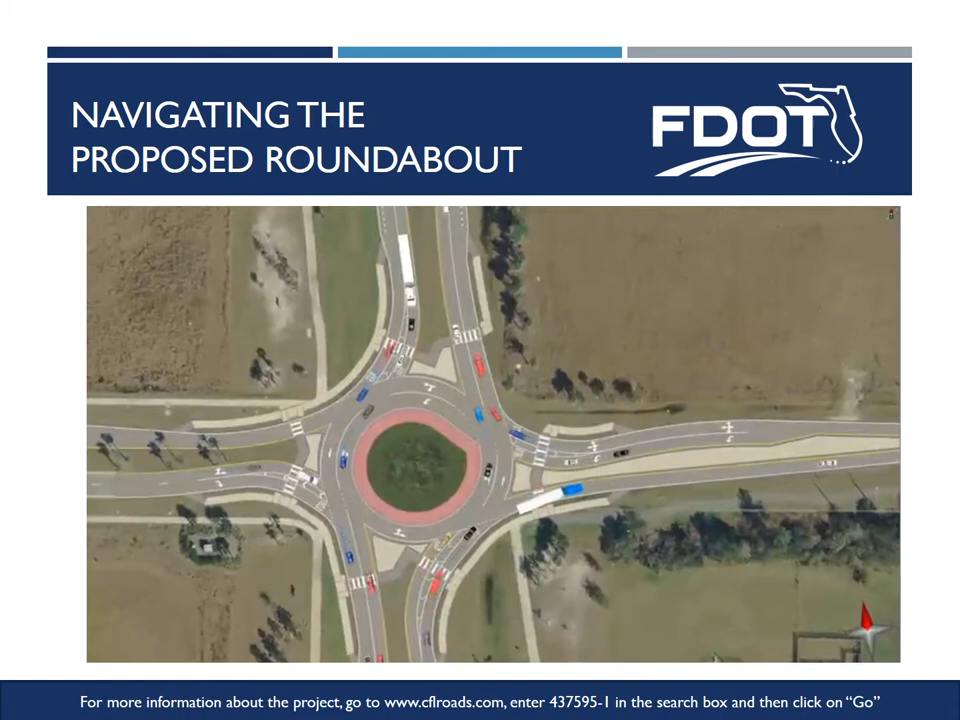 NAVIGATING THE
PROPOSED ROUNDABOUT
FDOT
For more information about the project, go to www.cflroads.com, enter 437595-1 in the search box and then click on “Go”